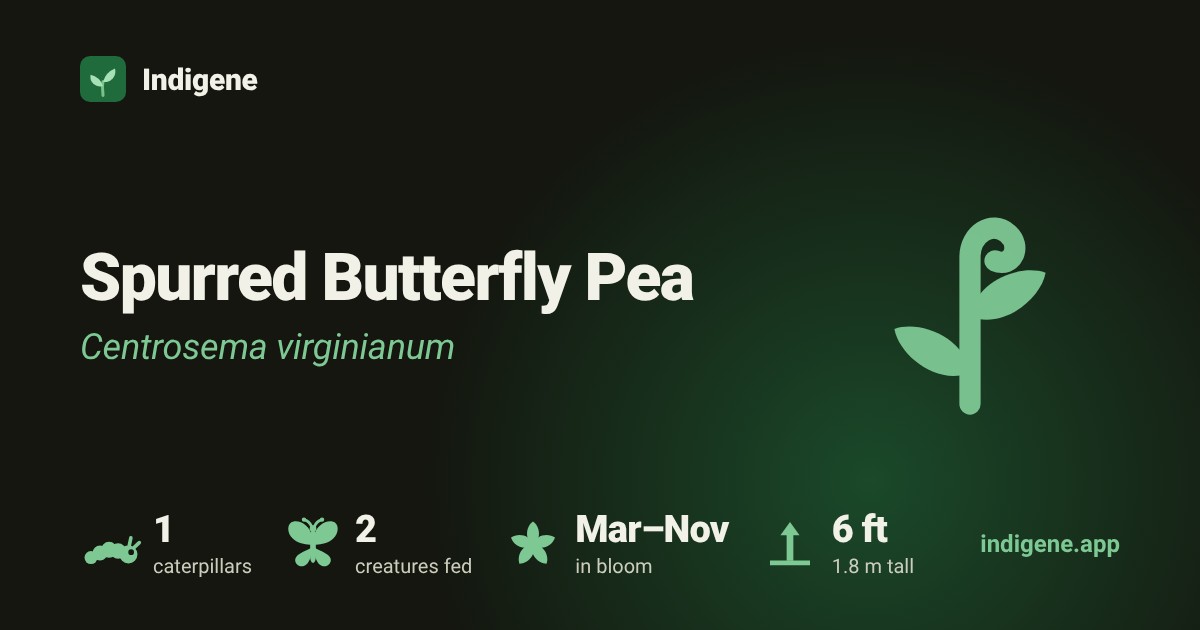 Indigene
Spurred Butterfly Pea
Centrosema virginianum
1
caterpillars
2
creatures fed
Mar–Nov
in bloom
6 ft
1.8 m tall
indigene.app